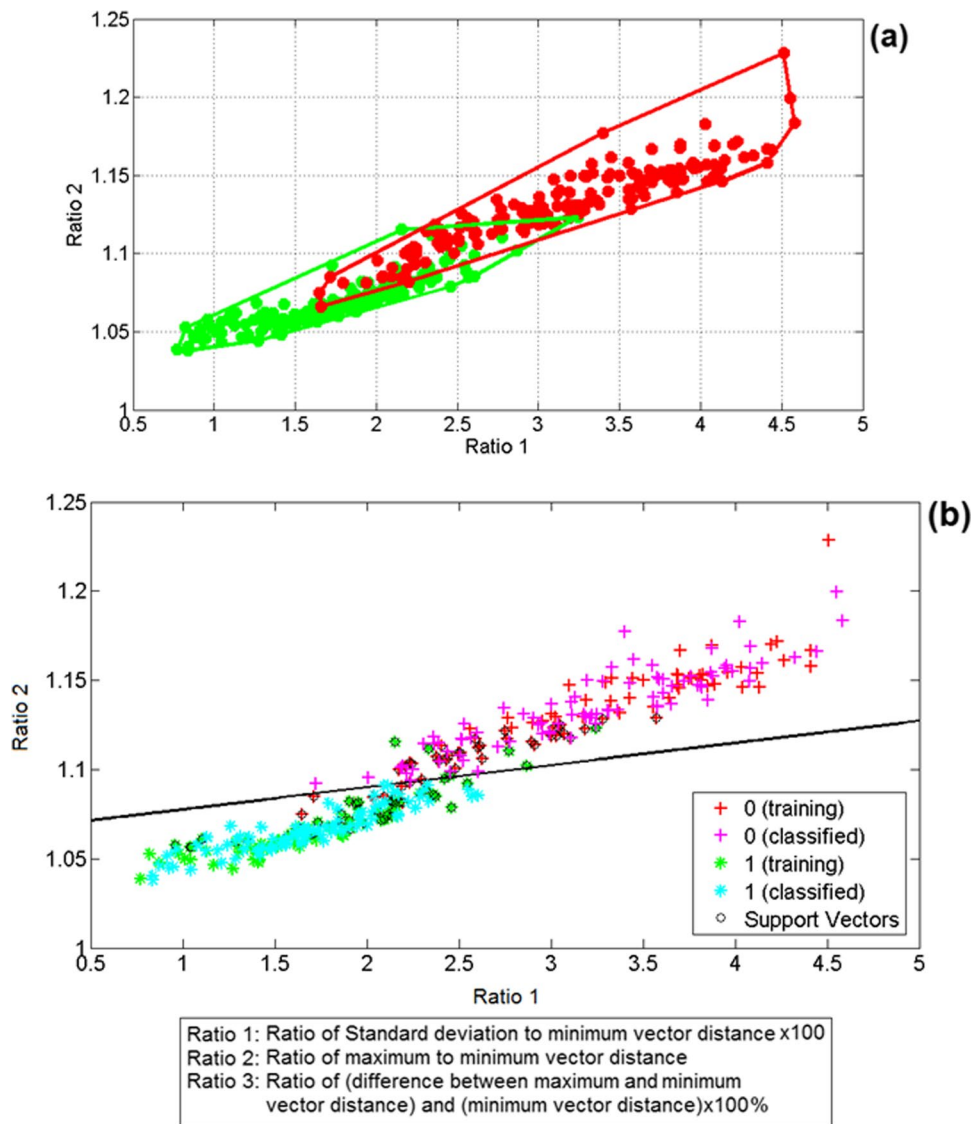 (a)
1.25
1.2
1.15
1.1
1.05
1
Ratio 2
0.5 1 1.5 2 2.5 3 3.5 4 4.5 5
Ratio 1
(b)
1.25
1.2
1.15
1.1
1.05
1
Ratio 2
0 (training)
0 (classified)
1 (training)
1 (classified)
Support Vectors
0.5 1 1.5 2 2.5 3 3.5 4 4.5 5
Ratio 1
Ratio 1: Ratio of Standard deviation to minimum vector distance x100
Ratio 2: Ratio of maximum to minimum vector distance
Ratio 3: Ratio of (difference between maximum and minimum
vector distance) and (minimum vector distance)x100%